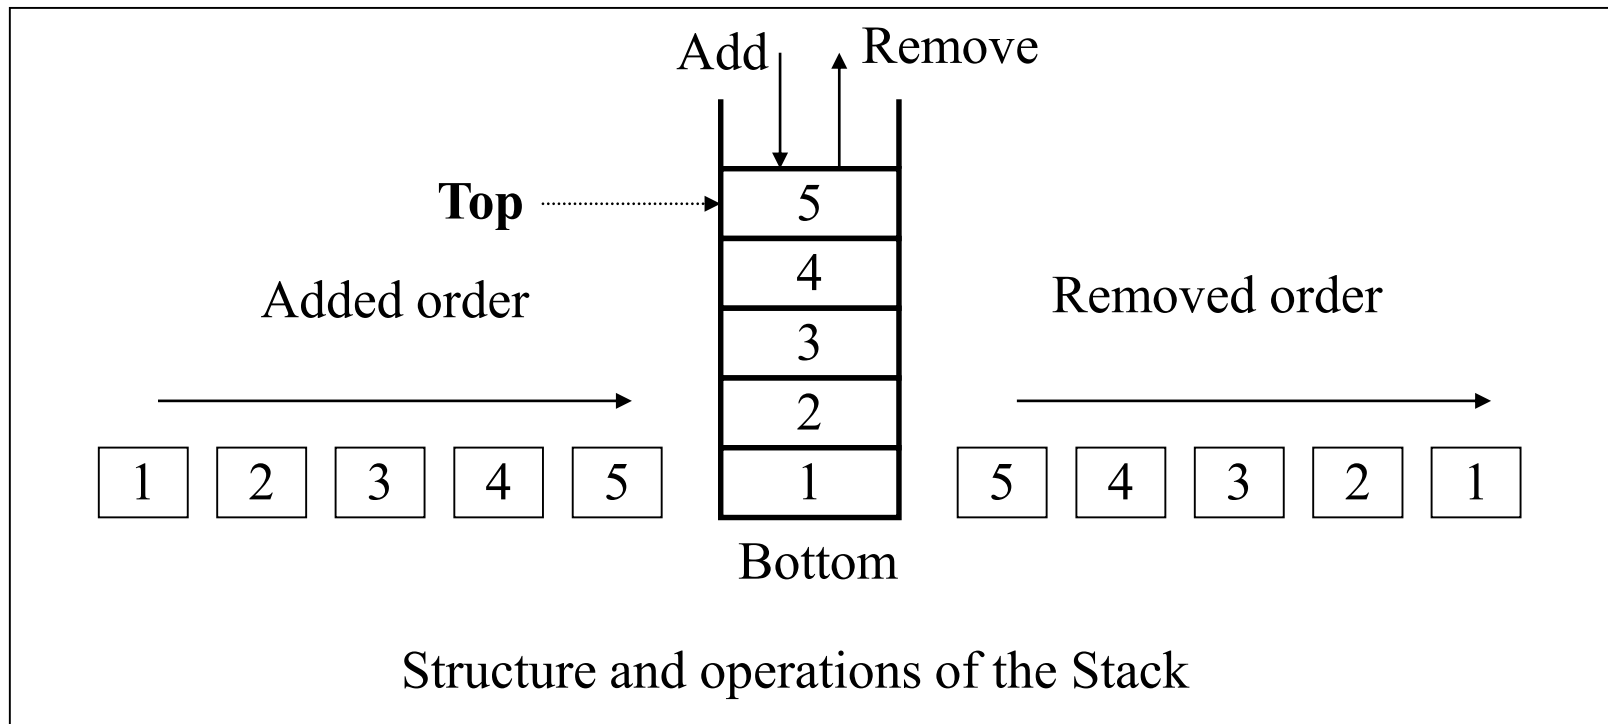 Add Remove
Top 5
4
Added order Removed order
3
2
1 2 3 4 5 1 5 4 3 2 1
Bottom
Structure and operations of the Stack